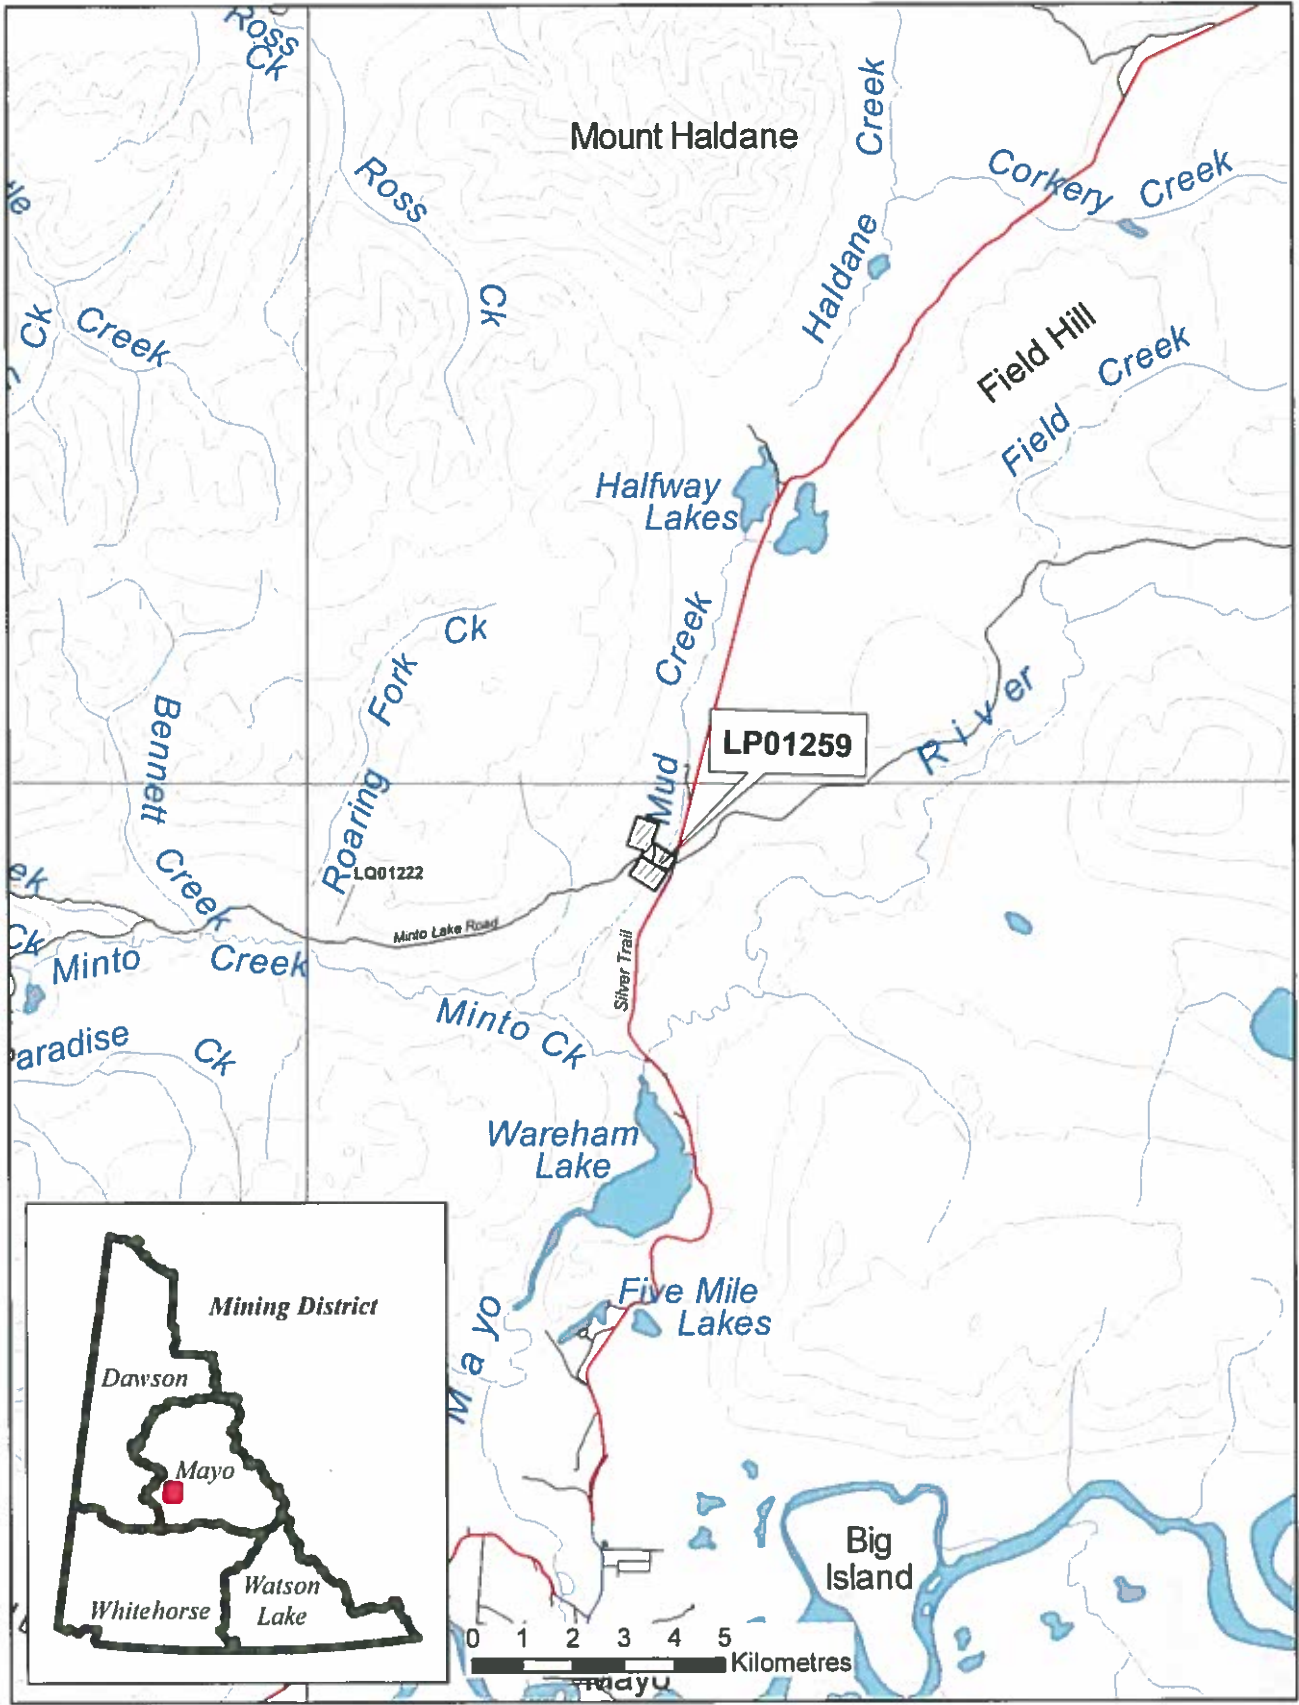 Ross
Ck
Mount Haldane
Creek
Haldane
Corkery Creek
Ross
Ck
Ck
Creek
Field Hill
Field Creek
Halfway
Lakes
Creek
Mud
Roaring Fork Ck
Bennett
Creek
River
LP01259
LQ01222
Minto Lake Road
Silver Trail
Ck
Minto Creek
Minto Ck
Ck
Wareham
Lake
Five Mile
Lakes
Mayo
Big
Island
Mining District
Dawson
Mayo
Whitehorse
Watson
Lake
0 1 2 3 4 5
Kilometres
Mayo